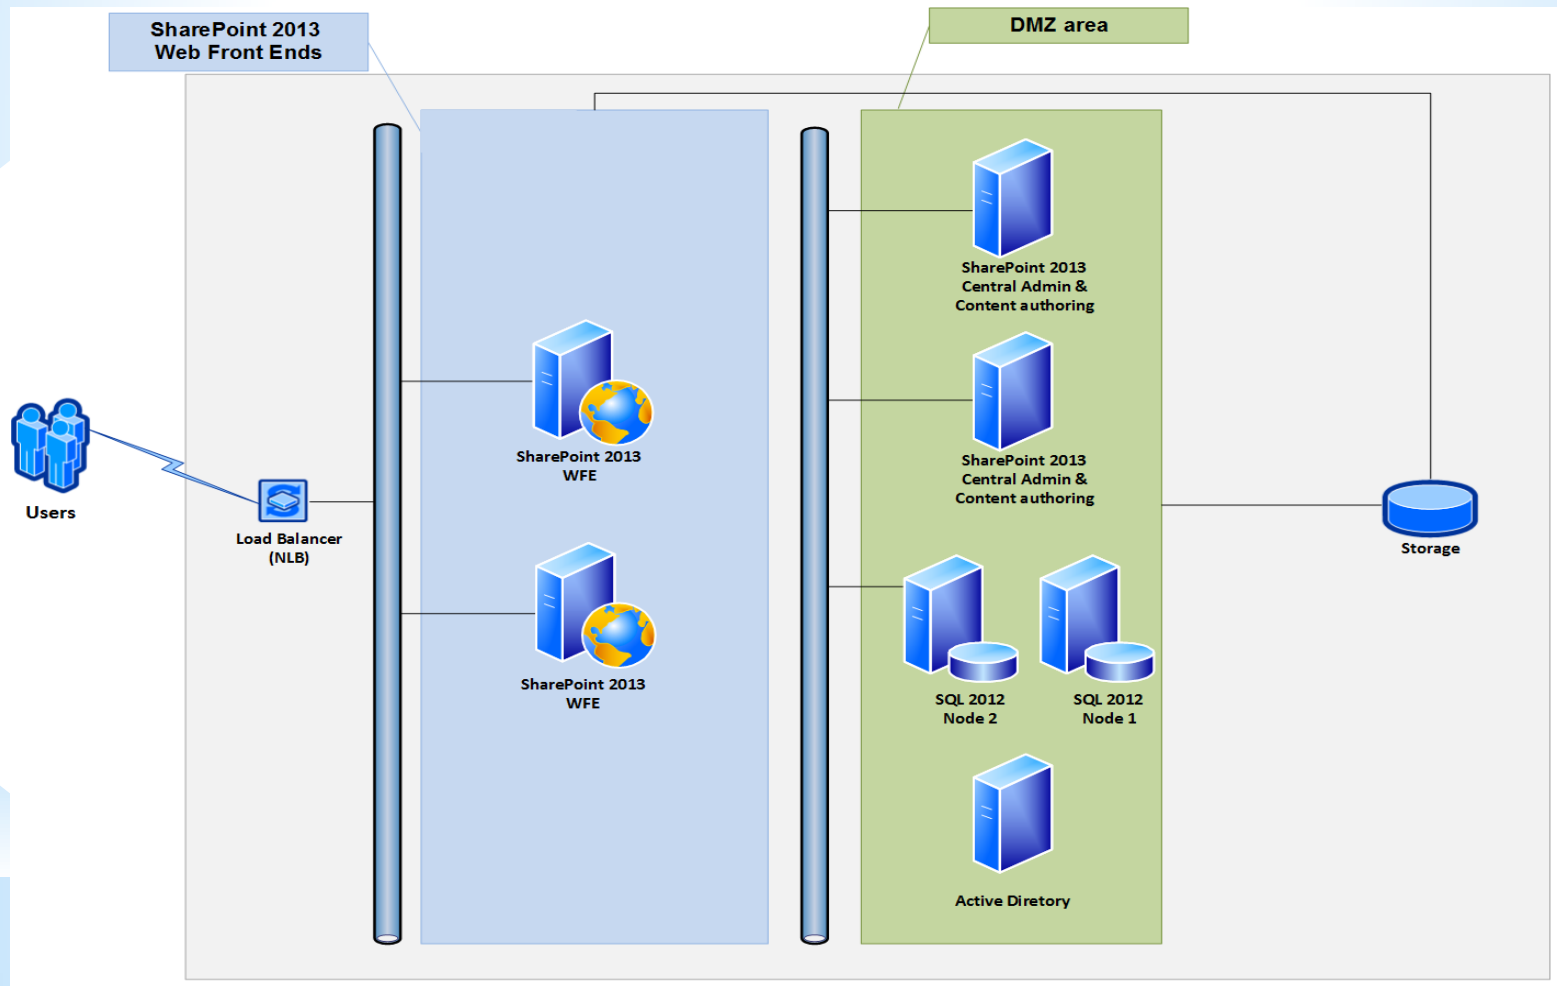 SharePoint 2013
Web Front Ends
DMZ area
SharePoint 2013
Central Admin &
Content authoring
SharePoint 2013
WFE
SharePoint 2013
Central Admin &
Content authoring
Users
Load Balancer
(NLB)
Storage
SharePoint 2013
WFE
SQL 2012
Node 2
SQL 2012
Node 1
Active Diretory